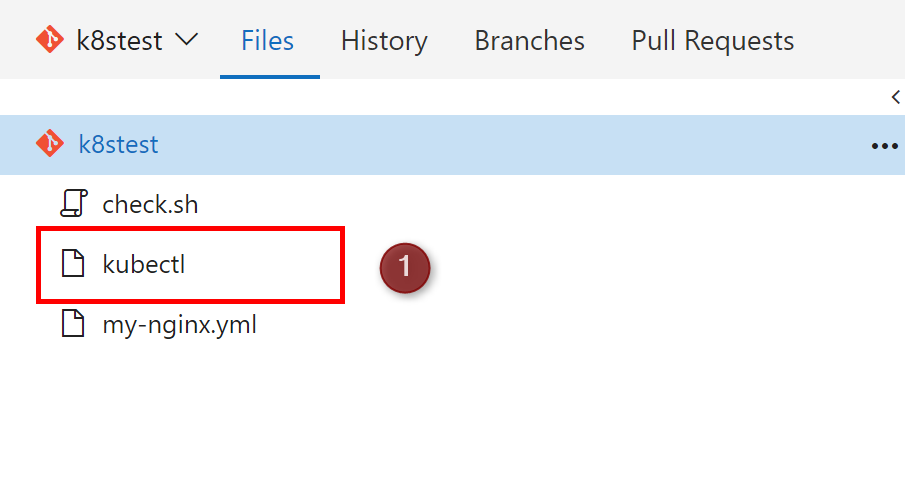 k8stest Files History Branches Pull Requests
k8stest
check.sh
kubectl
1
my-nginx.yml